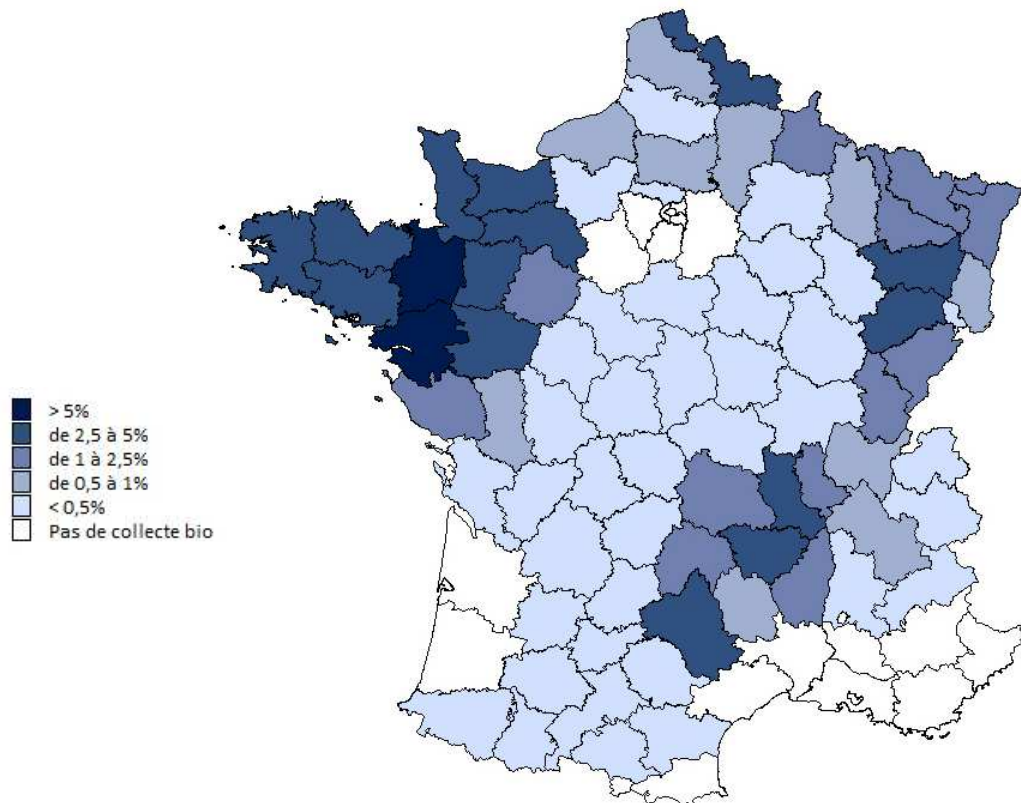 > 5%
de 2,5 à 5%
de 1 à 2,5%
de 0,5 à 1%
< 0,5%
Pas de collecte bio